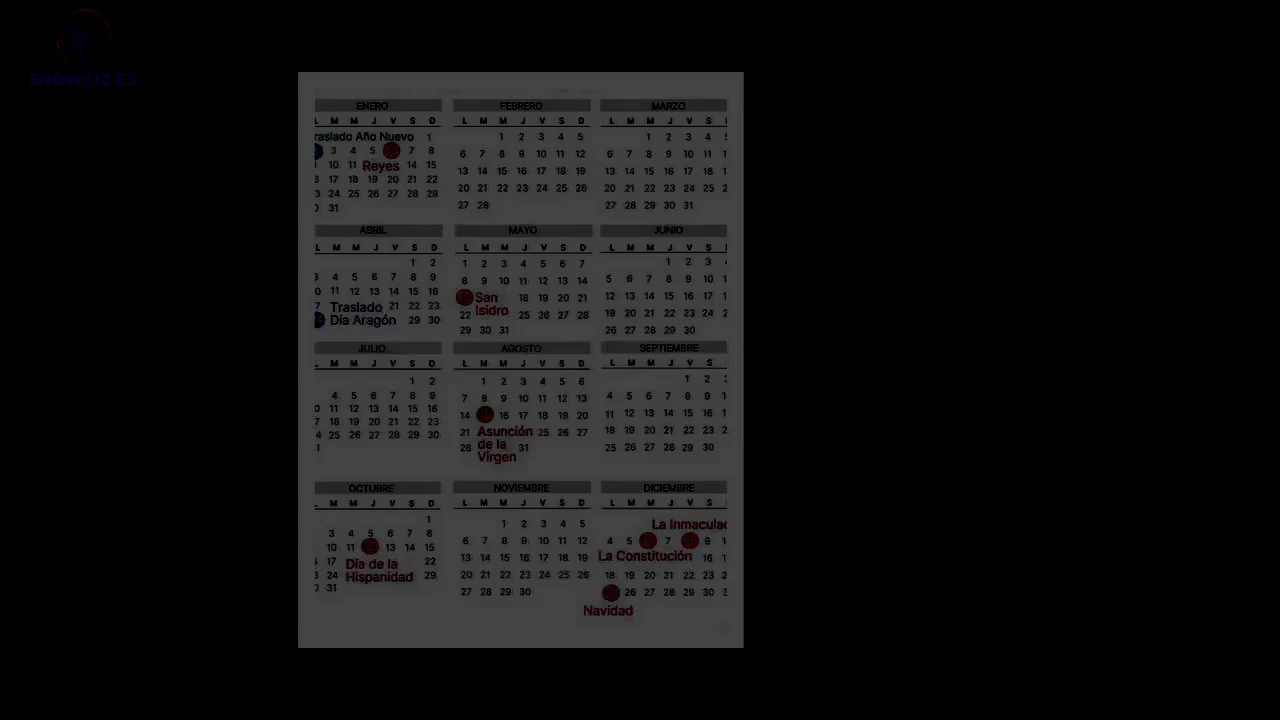 SHOWBIZ.ES
ENERO
L M M J V S D
raslado Año Nuevo 1
3 4 5 7 8
10 11 Reyes 14 15
17 18 19 20 21 22
24 25 26 27 28 29
31
FEBRERO
L M M J V S D
1 2 3 4 5
6 7 8 9 10 11 12
13 14 15 16 17 18 19
20 21 22 23 24 25 26
27 28
MARZO
L M M J V S
1 2 3 4
6 7 8 9 10 11
13 14 15 16 17 18
20 21 22 23 24 25
27 28 29 30 31
ABRIL
L M M J V S D
1 2
4 5 6 7 8 9
11 12 13 14 15 16
Traslado 21 22 23
Día Aragón 29 30
MAYO
L M M J V S D
1 2 3 4 5 6 7
8 9 10 11 12 13 14
San 18 19 20 21
22 Isidro 25 26 27 28
29 30 31
JUNIO
L M M J V S
1 2 3
5 6 7 8 9 10
12 13 14 15 16 17
19 20 21 22 23 24
26 27 28 29 30
JULIO
L M M J V S D
1 2
4 5 6 7 8 9
11 12 13 14 15 16
18 19 20 21 22 23
25 26 27 28 29 30
AGOSTO
L M M J V S D
1 2 3 4 5 6
7 8 9 10 11 12 13
14 16 17 18 19 20
21 Asunción 25 26 27
28 de la 31
Virgen
SEPTIEMBRE
L M M J V S
1 2
4 5 6 7 8 9
11 12 13 14 15 16
18 19 20 21 22 23
25 26 27 28 29 30
OCTUBRE
L M M J V S D
1
3 4 5 6 7 8
10 11 13 14 15
17 Día de la 22
24 Hispanidad 29
31
NOVIEMBRE
L M M J V S D
1 2 3 4 5
6 7 8 9 10 11 12
13 14 15 16 17 18 19
20 21 22 23 24 25 26
27 28 29 30
DICIEMBRE
L M M J V S
La Inmaculad
4 5 7 9
La Constitución 16
18 19 20 21 22 23
26 27 28 29 30
Navidad